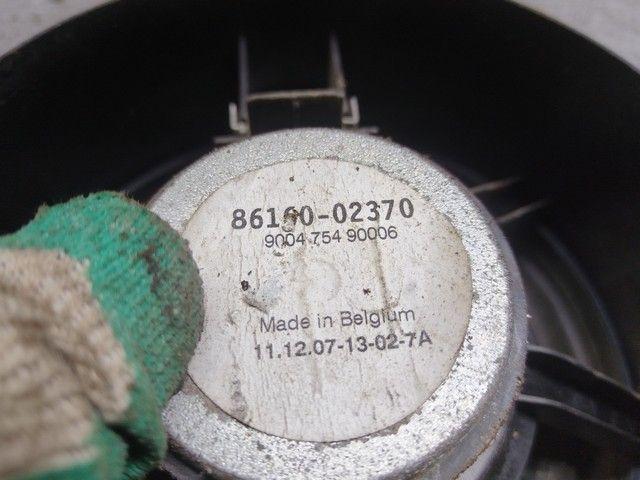 86160-02370
9004 754 90006
Made in Belgium
11.12.07-13-02-7A